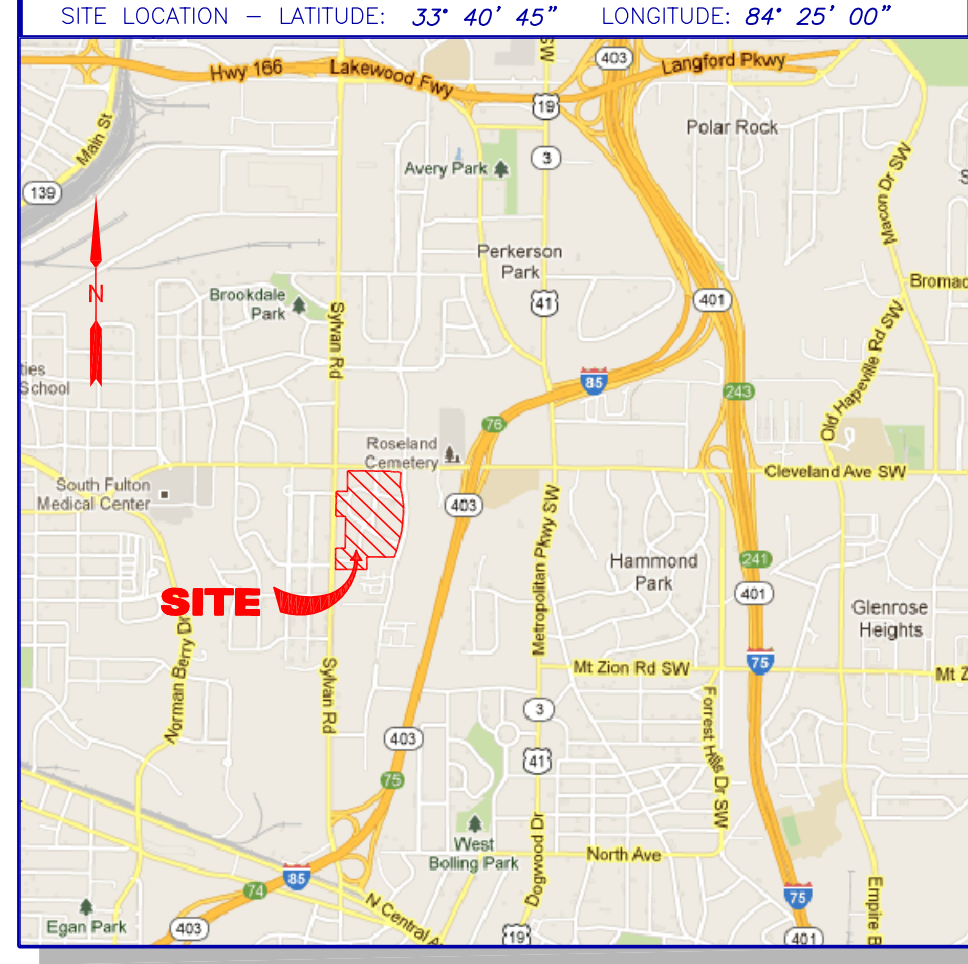 SITE LOCATION – LATITUDE: 33° 40' 45" LONGITUDE: 84° 25' 00"
403
Hwy 166
Lakewood Fwy
Langford Pkwy
SW
19
Main St
Polar Rock
3
Avery Park
Macon Dr SW
139
Perkerson
Park
N
Brookdale
Park
41
401
Sylvan Rd
Old Hapeville Rd SW
School
85
243
76
Roseland
Cemetery
Cleveland Ave SW
South Fulton
Medical Center
403
Metropolitan Pkwy SW
Hammond
Park
241
401
SITE
Glenrose
Heights
Norman Berry Dr
75
Mt Zion Rd SW
Sylvan Rd
3
Forrest Hills Dr SW
403
41
75
West
Bolling Park
Dogwood Dr
North Ave
85
74
N Central
75
Egan Park
403
19
401
Empire